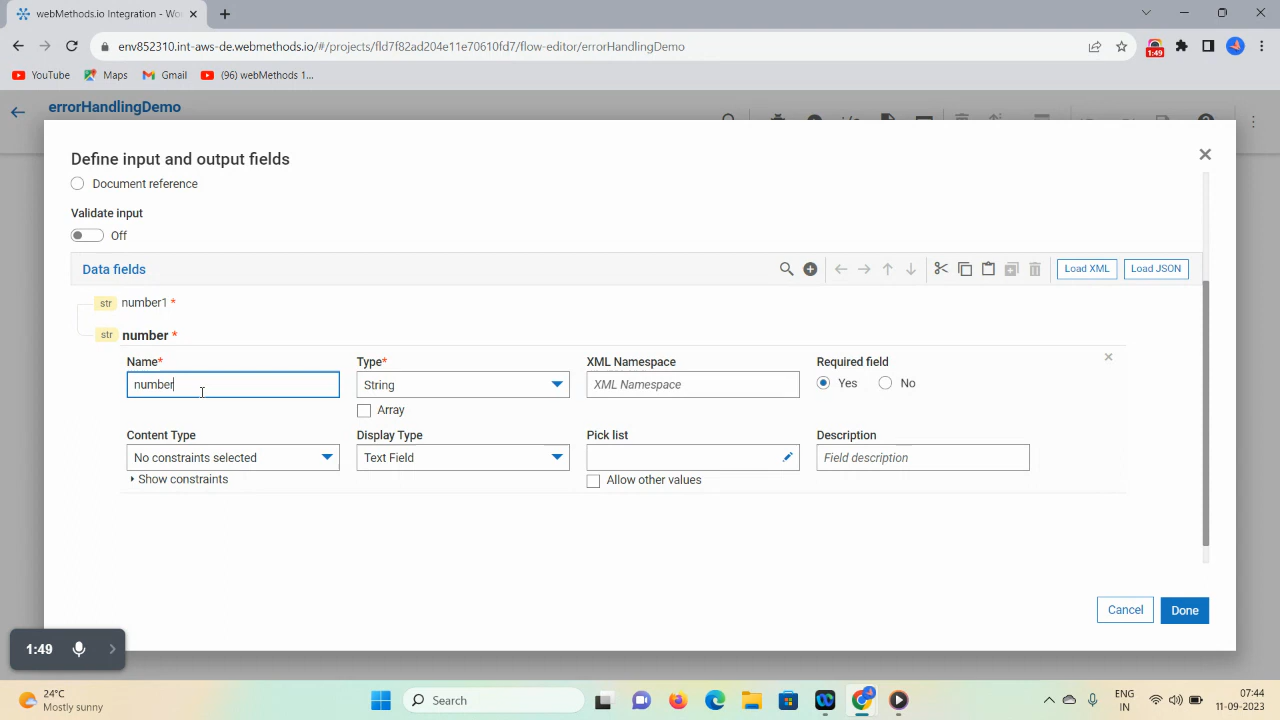 webMethods.io Integration - Wo
env852310.int-aws-de.webmethods.io/#/projects/fld7f82ad204e11e70610fd7/flow-editor/errorHandlingDemo
1:49
YouTube
Maps
Gmail
(96) webMethods 1...
errorHandlingDemo
Define input and output fields
Document reference
Validate input
Off
Data fields
Load XML
Load JSON
str number1 *
str number *
Name*
Type*
XML Namespace
Required field
number
String
XML Namespace
Yes
No
Array
Content Type
Display Type
Pick list
Description
No constraints selected
Text Field
Field description
Show constraints
Allow other values
Cancel
Done
1:49
24°C
Mostly sunny
Search
ENG
IN
07:44
11-09-2023